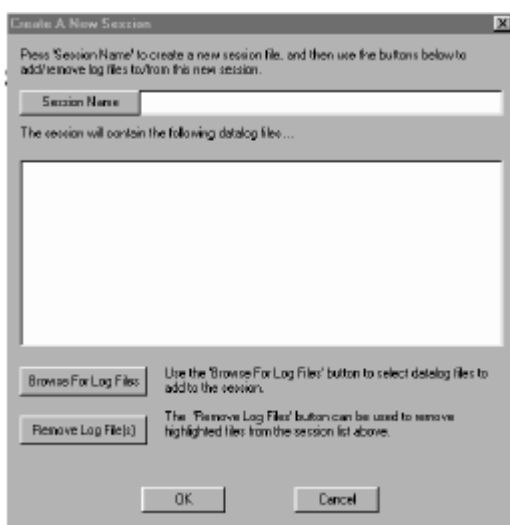 Create A New Session
Press 'Session Name' to create a new session file, and then use the buttons below to
add/remove log files to/from this new session.
Session Name
The session will contain the following datalog files...
Browse For Log Files
Use the 'Browse For Log Files' button to select datalog files to
add to the session.
Remove Log File(s)
The 'Remove Log Files' button can be used to remove
highlighted files from the session list above.
OK
Cancel